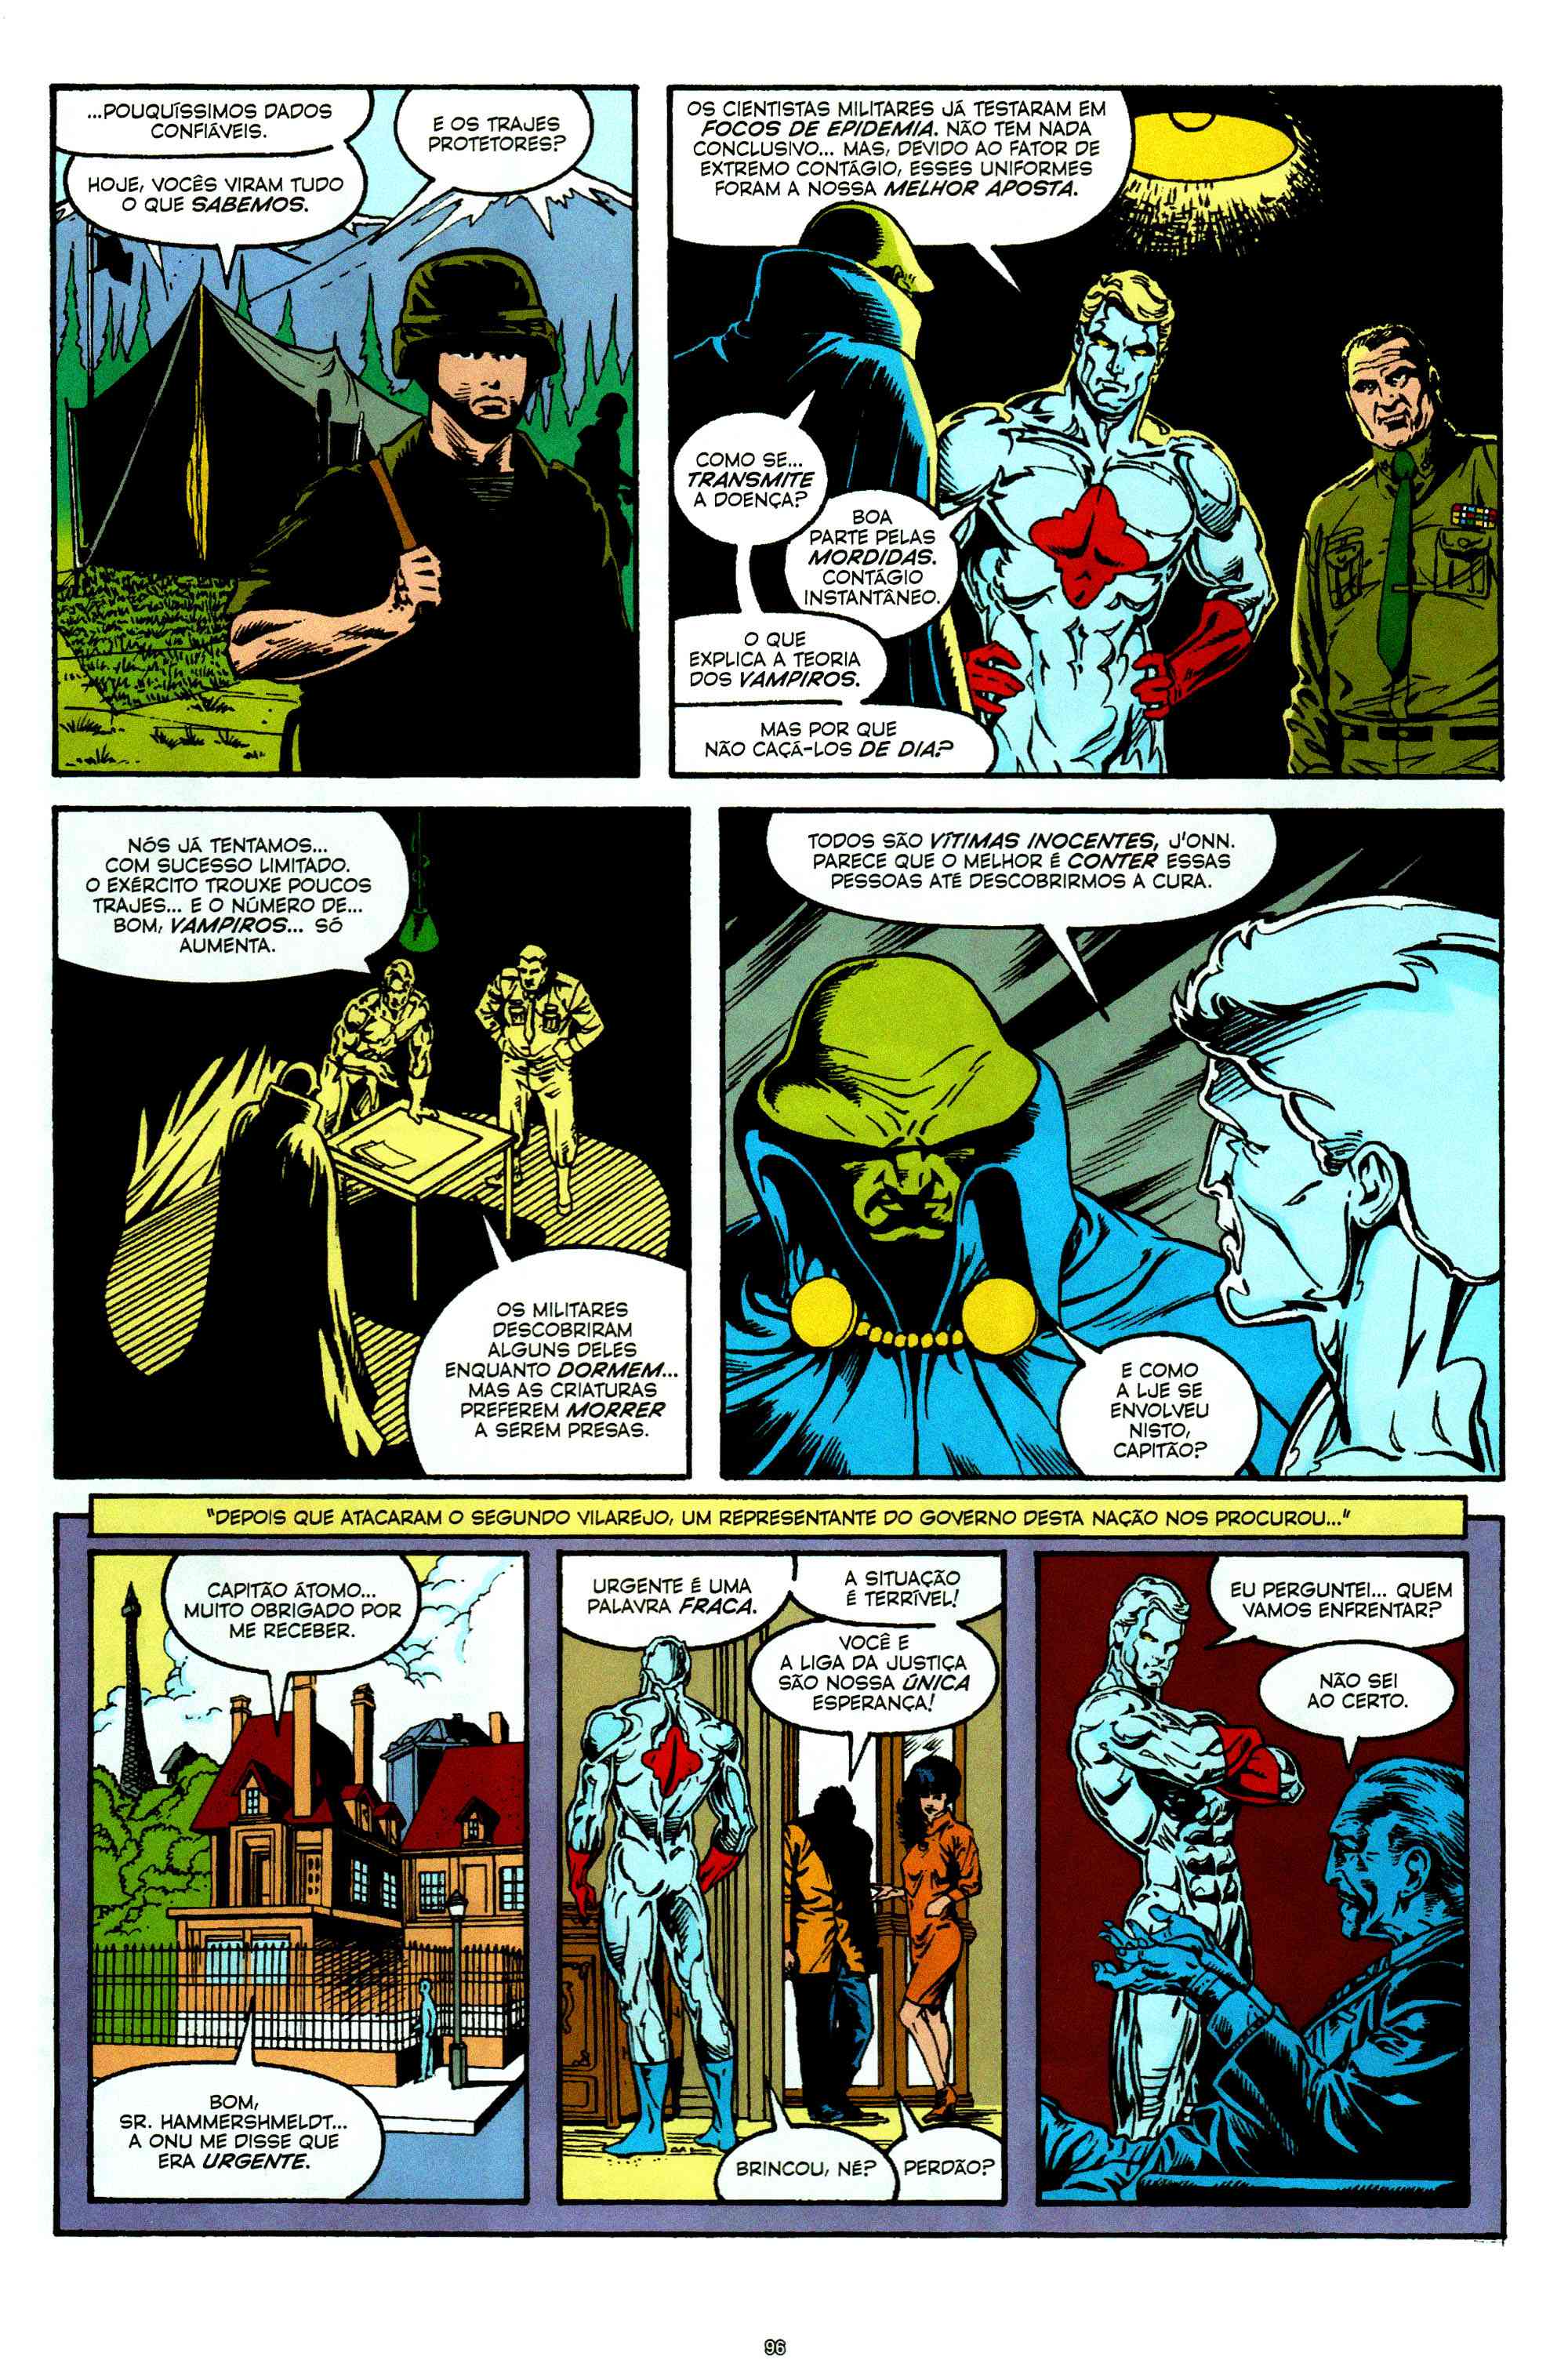 ...POUQUÍSSIMOS DADOS
CONFIÁVEIS.
HOJE, VOCÊS VIRAM TUDO
O QUE SABEMOS.
E OS TRAJES
PROTETORES?
OS CIENTISTAS MILITARES JÁ TESTARAM EM
FOCOS DE EPIDEMIA. NÃO TEM NADA
CONCLUSIVO... MAS, DEVIDO AO FATOR DE
EXTREMO CONTÁGIO, ESSES UNIFORMES
FORAM A NOSSA MELHOR APOSTA.
COMO SE...
TRANSMITE
A DOENÇA?
BOA
PARTE PELAS
MORDIDAS.
CONTÁGIO
INSTANTÂNEO.
O QUE
EXPLICA A TEORIA
DOS VAMPIROS.
MAS POR QUE
NÃO CAÇÁ-LOS DE DIA?
NÓS JÁ TENTAMOS...
COM SUCESSO LIMITADO.
O EXÉRCITO TROUXE POUCOS
TRAJES... E O NÚMERO DE...
BOM, VAMPIROS... SÓ
AUMENTA.
OS MILITARES
DESCOBRIRAM
ALGUNS DELES
ENQUANTO DORMEM...
MAS AS CRIATURAS
PREFEREM MORRER
A SEREM PRESAS.
TODOS SÃO VÍTIMAS INOCENTES, J'ONN.
PARECE QUE O MELHOR É CONTER ESSAS
PESSOAS ATÉ DESCOBRIRMOS A CURA.
E COMO
A LJE SE
ENVOLVEU
NISTO,
CAPITÃO?
"DEPOIS QUE ATACARAM O SEGUNDO VILAREJO, UM REPRESENTANTE DO GOVERNO DESTA NAÇÃO NOS PROCUROU..."
CAPITÃO ÁTOMO...
MUITO OBRIGADO POR
ME RECEBER.
BOM,
SR. HAMMERSHMELDT...
A ONU ME DISSE QUE
ERA URGENTE.
URGENTE É UMA
PALAVRA FRACA.
A SITUAÇÃO
É TERRÍVEL!
VOCÊ E
A LIGA DA JUSTIÇA
SÃO NOSSA ÚNICA
ESPERANÇA!
BRINCOU, NÉ?
PERDÃO?
EU PERGUNTEI... QUEM
VAMOS ENFRENTAR?
NÃO SEI
AO CERTO.
96